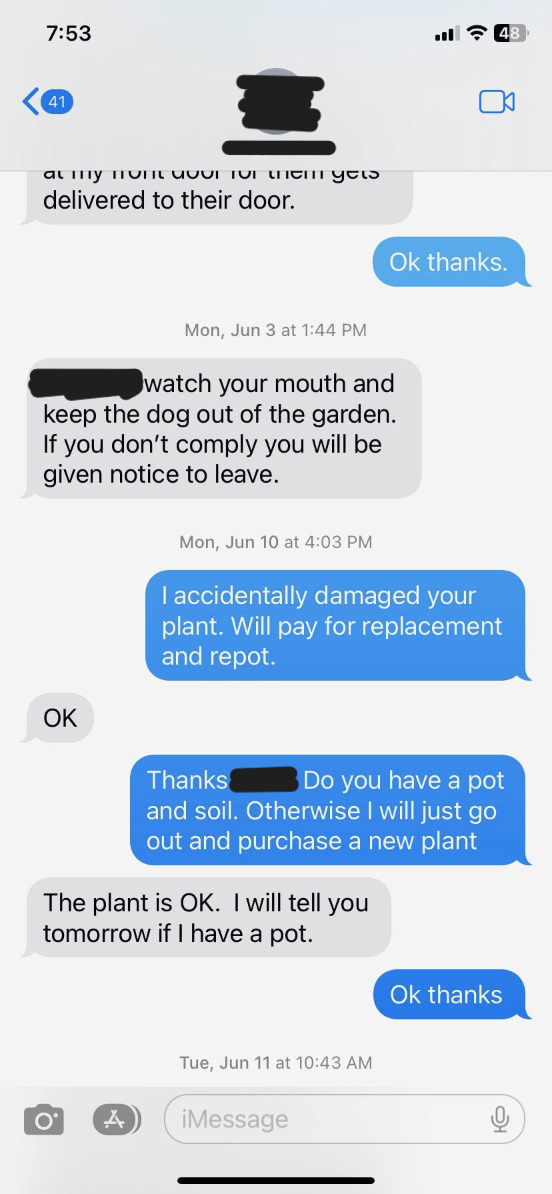 7:53
48
41
at my front door for them gets
delivered to their door.
Ok thanks.
Mon, Jun 3 at 1:44 PM
watch your mouth and
keep the dog out of the garden.
If you don’t comply you will be
given notice to leave.
Mon, Jun 10 at 4:03 PM
I accidentally damaged your
plant. Will pay for replacement
and repot.
OK
Thanks Do you have a pot
and soil. Otherwise I will just go
out and purchase a new plant
The plant is OK.  I will tell you
tomorrow if I have a pot.
Ok thanks
Tue, Jun 11 at 10:43 AM
iMessage